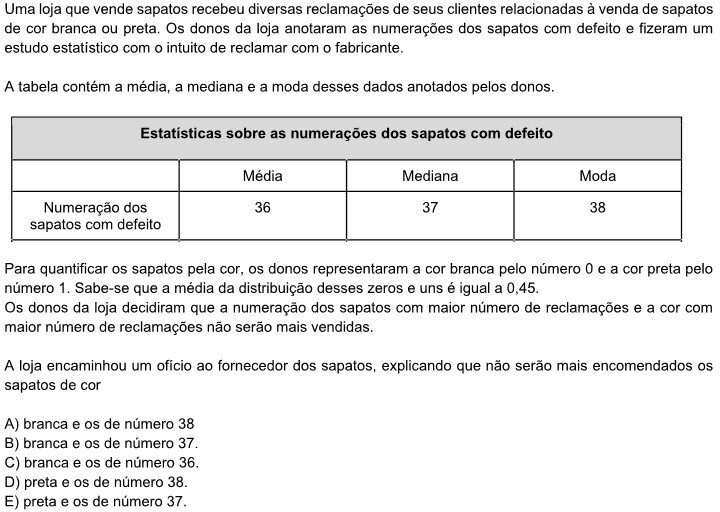 Uma loja que vende sapatos recebeu diversas reclamações de seus clientes relacionadas à venda de sapatos
de cor branca ou preta. Os donos da loja anotaram as numerações dos sapatos com defeito e fizeram um
estudo estatístico com o intuito de reclamar com o fabricante.
A tabela contém a média, a mediana e a moda desses dados anotados pelos donos.
Estatísticas sobre as numerações dos sapatos com defeito
Média Mediana Moda
Numeração dos 36 37 38
sapatos com defeito
Para quantificar os sapatos pela cor, os donos representaram a cor branca pelo número 0 e a cor preta pelo
número 1. Sabe-se que a média da distribuição desses zeros e uns é igual a 0,45.
Os donos da loja decidiram que a numeração dos sapatos com maior número de reclamações e a cor com
maior número de reclamações não serão mais vendidas.
A loja encaminhou um ofício ao fornecedor dos sapatos, explicando que não serão mais encomendados os
sapatos de cor
A) branca e os de número 38
B) branca e os de número 37.
C) branca e os de número 36.
D) preta e os de número 38.
E) preta e os de número 37.